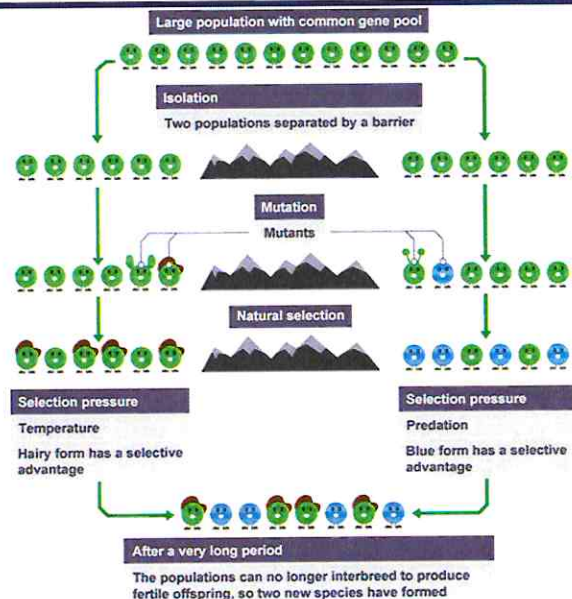 Large population with common gene pool
Isolation
Two populations separated by a barrier
Mutation
Mutants
Natural selection
Selection pressure
Temperature
Hairy form has a selective
advantage
Selection pressure
Predation
Blue form has a selective
advantage
After a very long period
The populations can no longer interbreed to produce
fertile offspring, so two new species have formed